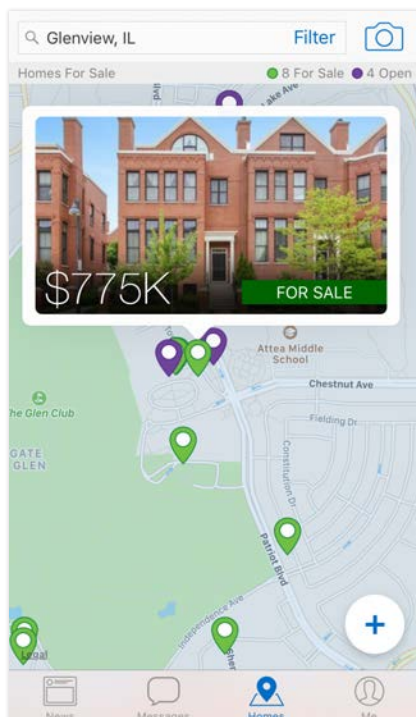 Glenview, IL
Filter
Homes For Sale
8 For Sale
4 Open
Lake Ave
$775K
FOR SALE
Attea Middle
School
Chestnut Ave
The Glen Club
Fielding Dr
GATE
GLEN
Constitution Dr
Patriot Blvd
Independence Ave
Sher
Legal
+
News
Messages
Homes
Me